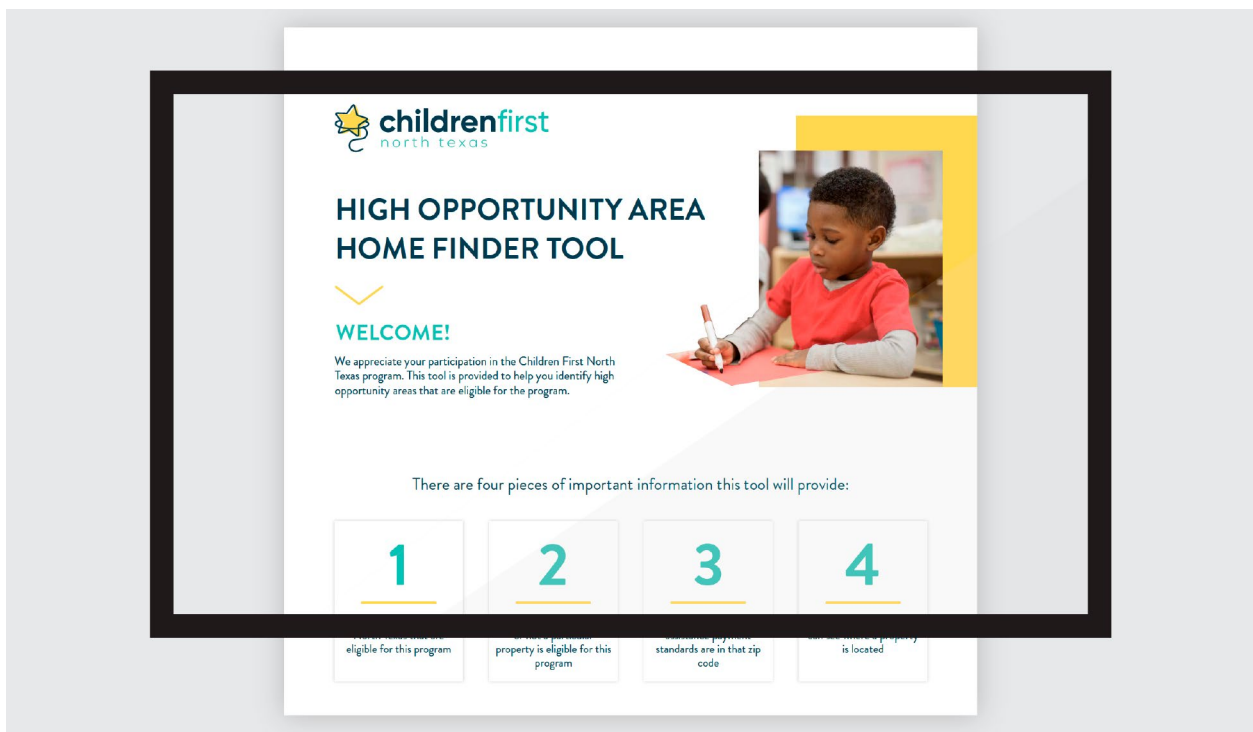 childrenfirst
north texas
HIGH OPPORTUNITY AREA
HOME FINDER TOOL
WELCOME!
We appreciate your participation in the Children First North
Texas program. This tool is provided to help you identify high
opportunity areas that are eligible for the program.
There are four pieces of important information this tool will provide:
1
eligible for this program
2
property is eligible for this
program
3
standards are in that zip
code
4
is located